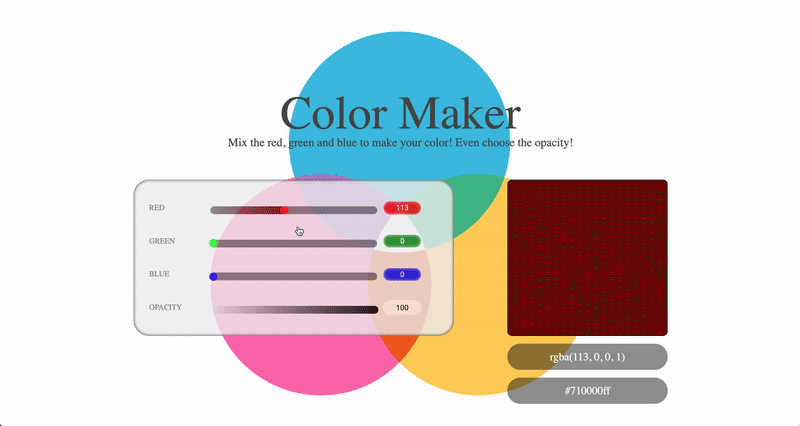 Color Maker
Mix the red, green and blue to make your color! Even choose the opacity!
RED 113
GREEN 0
BLUE 0
OPACITY 100
rgba(113, 0, 0, 1)
#710000ff